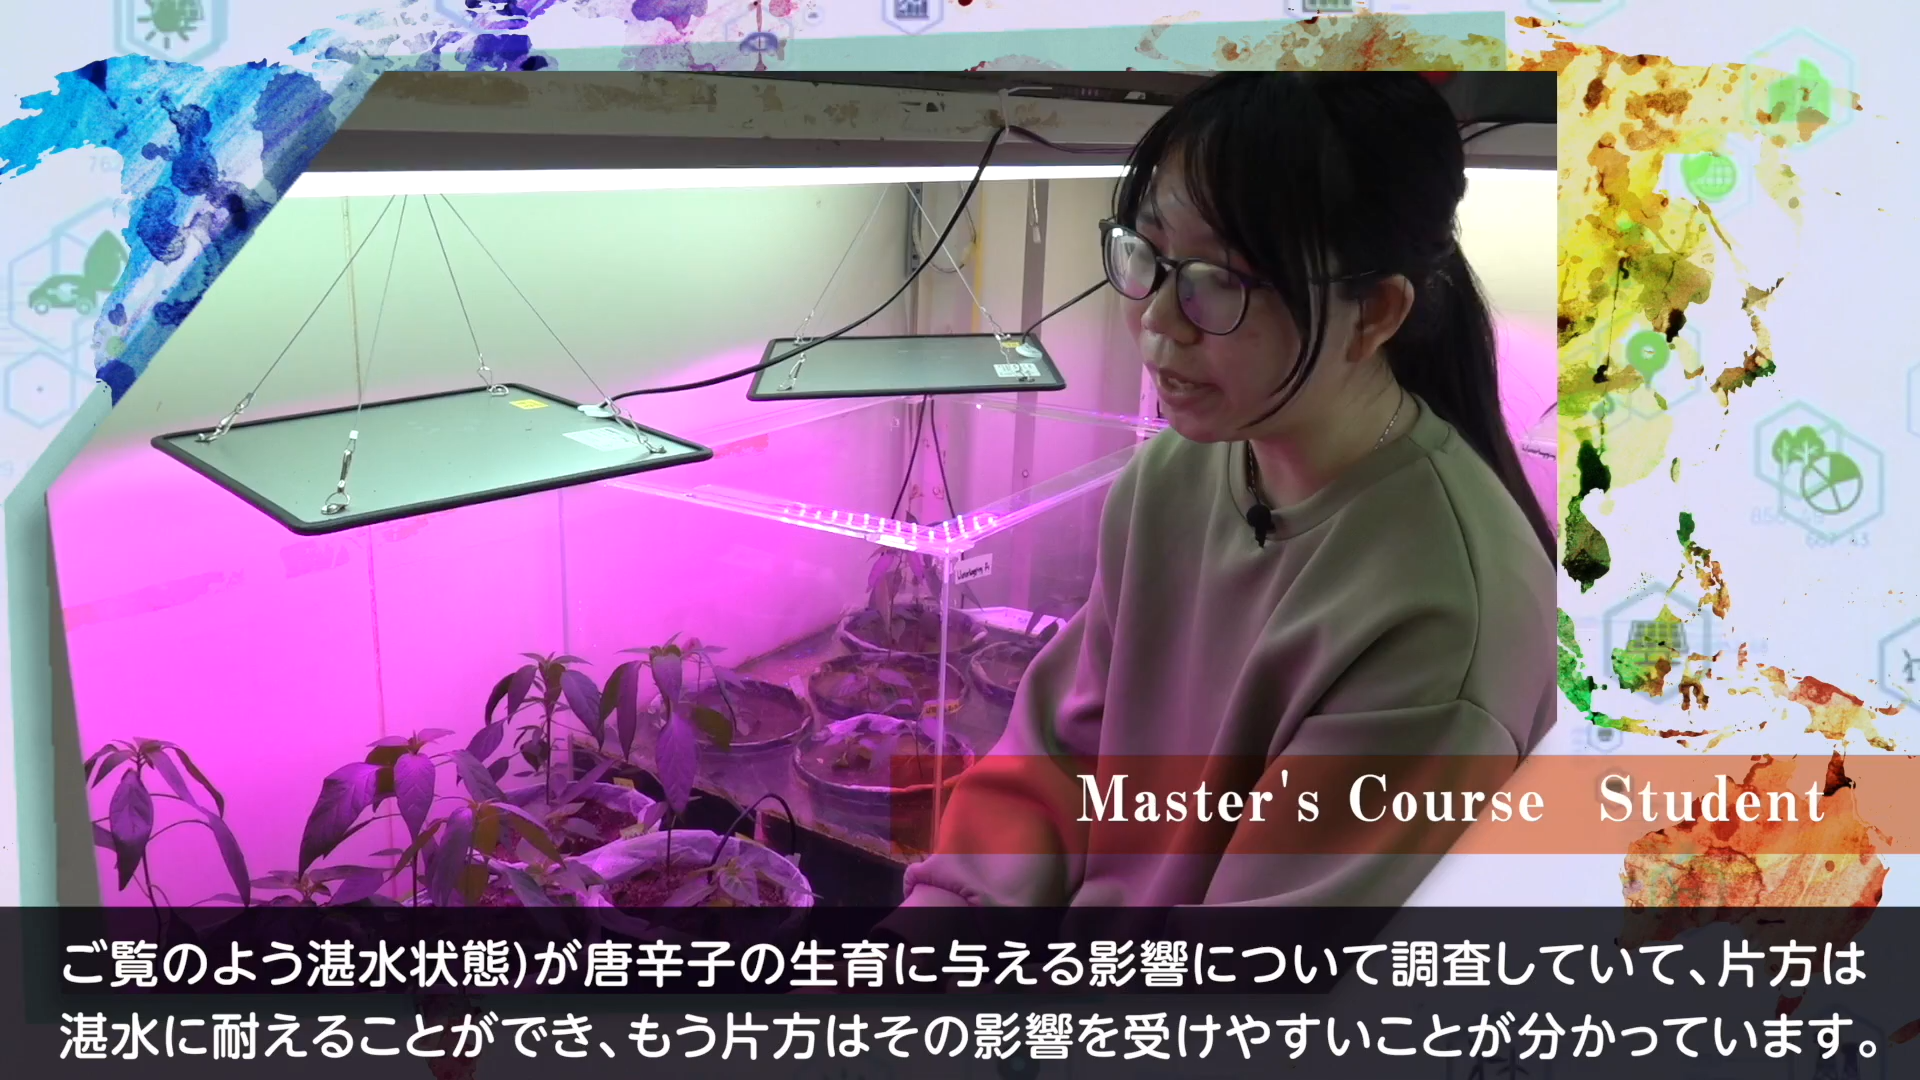 Waterlogging
Master's Course Student
ご覧のよう湛水状態)が唐辛子の生育に与える影響について調査していて、片方は
湛水に耐えることができ、もう片方はその影響を受けやすいことが分かっています。